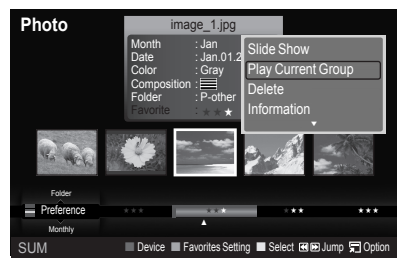 Photo
image_1.jpg
Month : Jan
Date : Jan.01.2
Color : Gray
Composition :
Folder : P-other
Favorite : ★ ★ ★
Slide Show
Play Current Group
Delete
Information
Folder
Preference
Monthly
★★★ ★★★ ★★★ ★★★
SUM Device Favorites Setting Select Jump Option